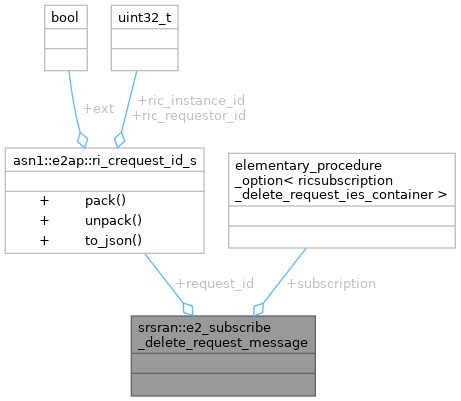 bool
uint32_t
+ext
+ric_instance_id
+ric_requestor_id
asn1::e2ap::ri_crequest_id_s
+ pack()
+ unpack()
+ to_json()
elementary_procedure
_option< ricsubscription
_delete_request_ies_container >
+request_id
+subscription
srsran::e2_subscribe
_delete_request_message